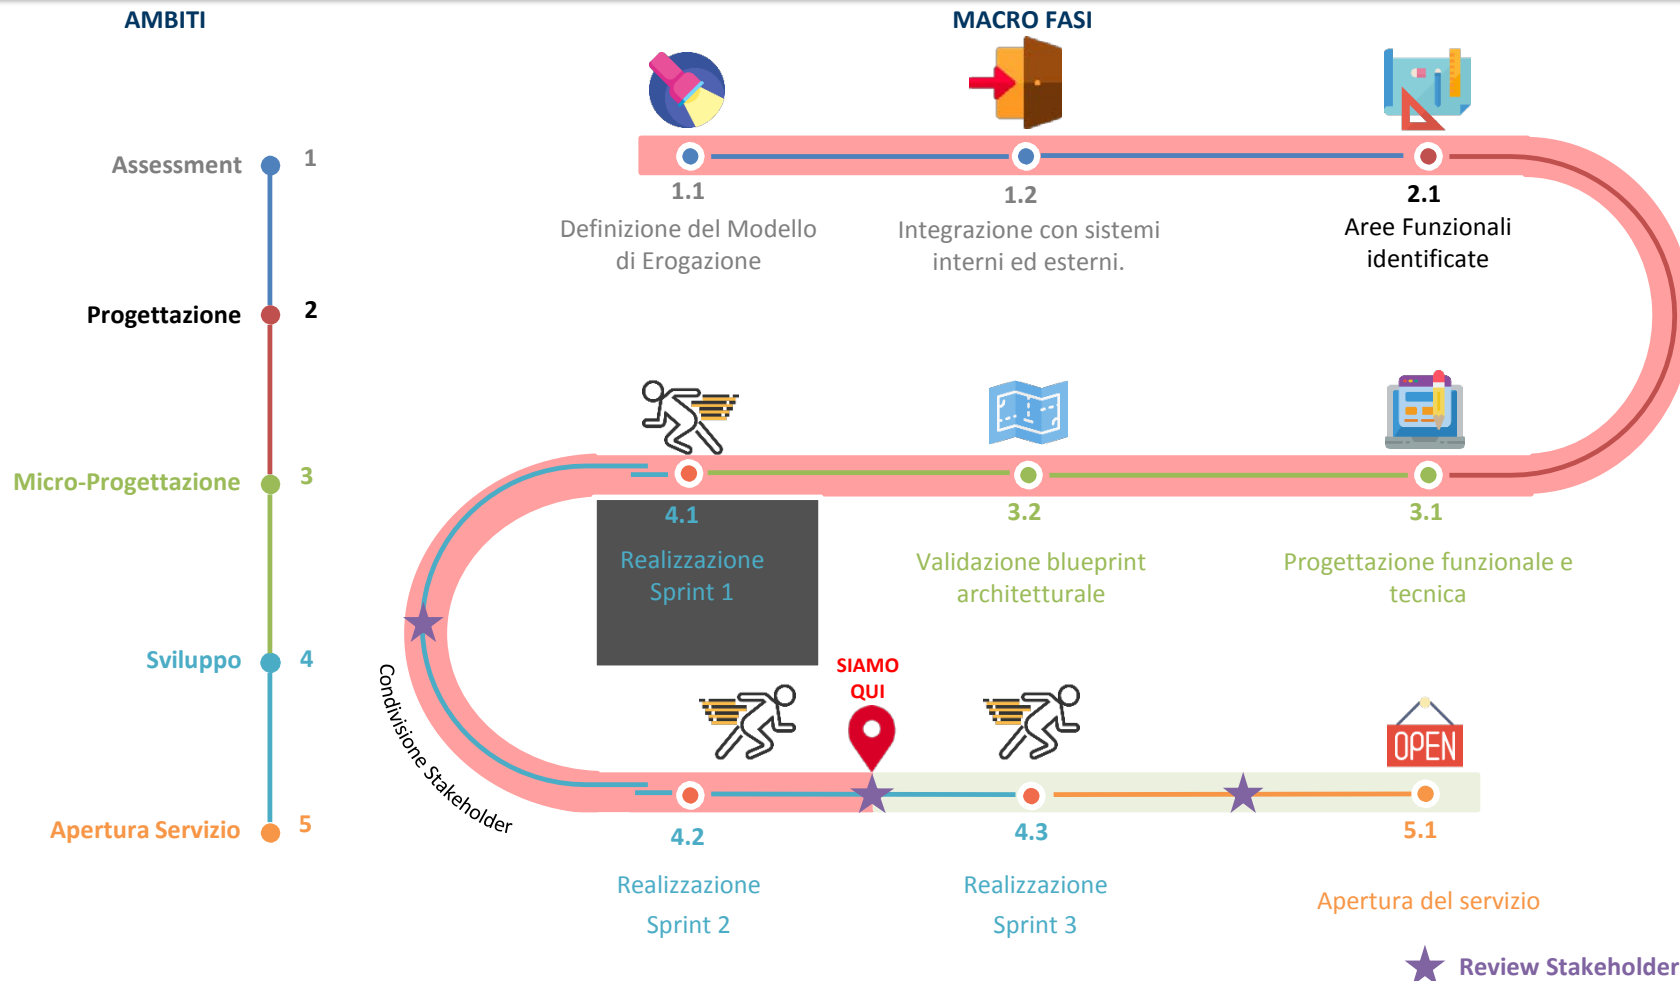 AMBITI
MACRO FASI
Assessment 1
Progettazione 2
Micro-Progettazione 3
Sviluppo 4
Apertura Servizio 5
1.1
Definizione del Modello
di Erogazione
1.2
Integrazione con sistemi
interni ed esterni.
2.1
Aree Funzionali
identificate
4.1
Realizzazione
Sprint 1
3.2
Validazione blueprint
architetturale
3.1
Progettazione funzionale e
tecnica
Condivisione Stakeholder
SIAMO
QUI
OPEN
4.2
Realizzazione
Sprint 2
4.3
Realizzazione
Sprint 3
5.1
Apertura del servizio
Review Stakeholder